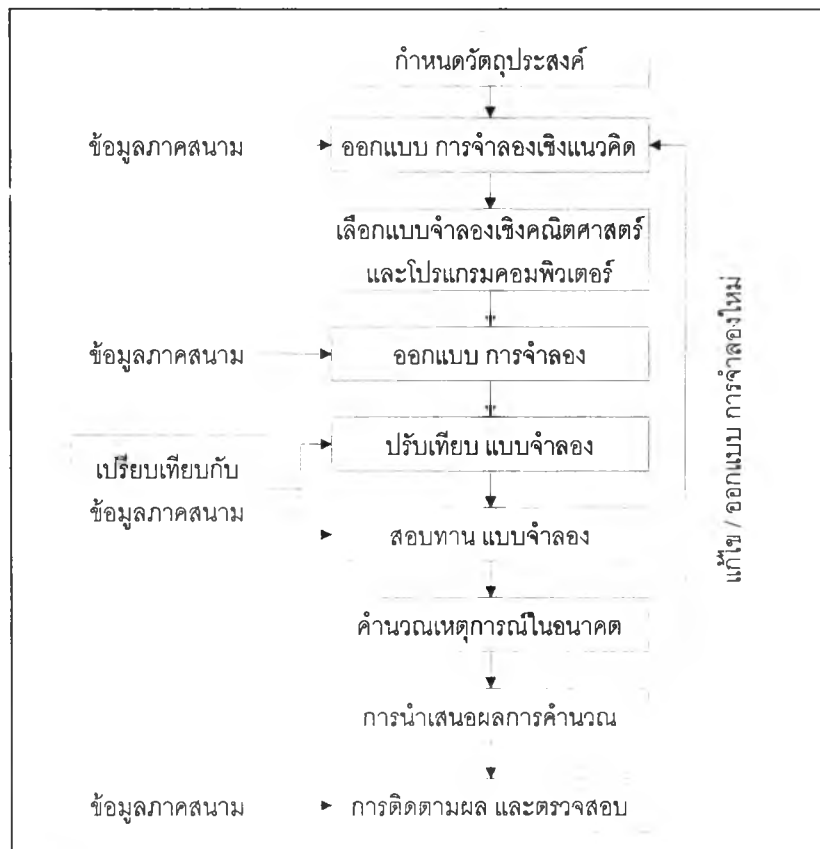 กำหนดวัตถุประสงค์
ข้อมูลภาคสนาม
ออกแบบ การจำลองเชิงแนวคิด
เลือกแบบจำลองเชิงคณิตศาสตร์
และโปรแกรมคอมพิวเตอร์
ข้อมูลภาคสนาม
ออกแบบ การจำลอง
ปรับเทียบ แบบจำลอง
เปรียบเทียบกับ
ข้อมูลภาคสนาม
สอบทาน แบบจำลอง
คำนวณเหตุการณ์ในอนาคต
การนำเสนอผลการคำนวณ
ข้อมูลภาคสนาม
การติดตามผล และตรวจสอบ
แก้ไข / ออกแบบ การจำลองใหม่